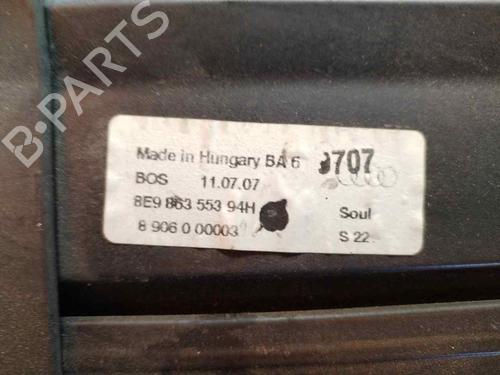 B-PARTS
Made in Hungary BA 6 0707
BOS 11.07.07
8E9 863 553 94H Soul
8 906 0 00003 S 22